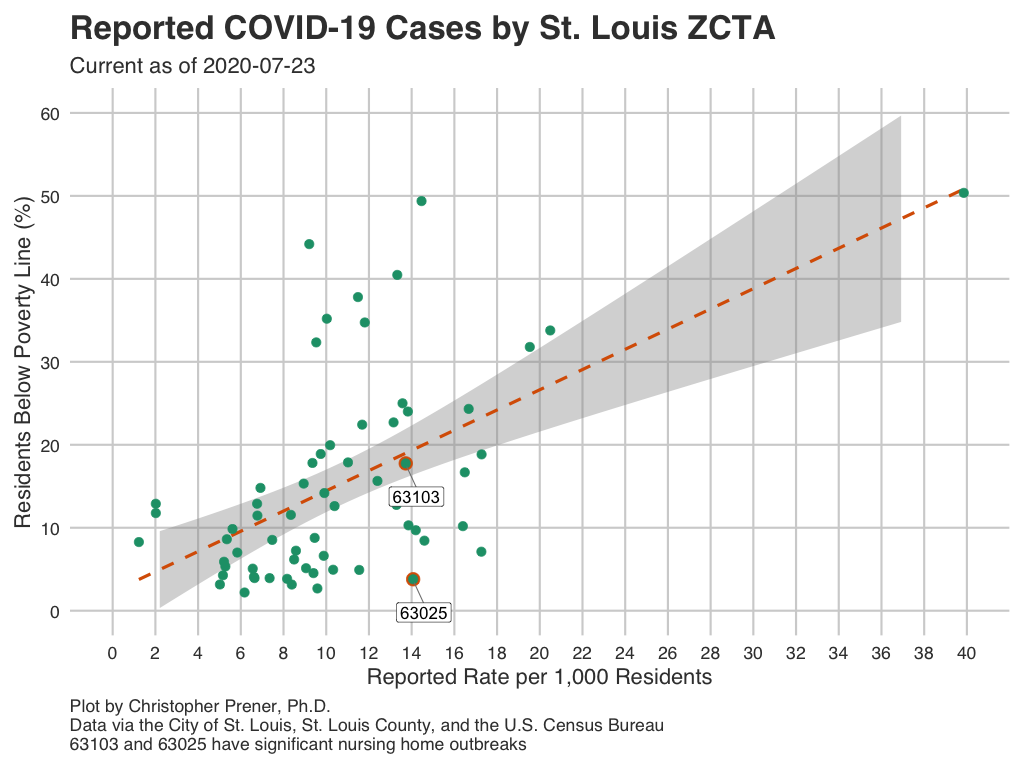 Reported COVID-19 Cases by St. Louis ZCTA
Current as of 2020-07-23
Residents Below Poverty Line (%)
60
50
40
30
20
10
0
63103
63025
0 2 4 6 8 10 12 14 16 18 20 22 24 26 28 30 32 34 36 38 40
Reported Rate per 1,000 Residents
Plot by Christopher Prener, Ph.D.
Data via the City of St. Louis, St. Louis County, and the U.S. Census Bureau
63103 and 63025 have significant nursing home outbreaks